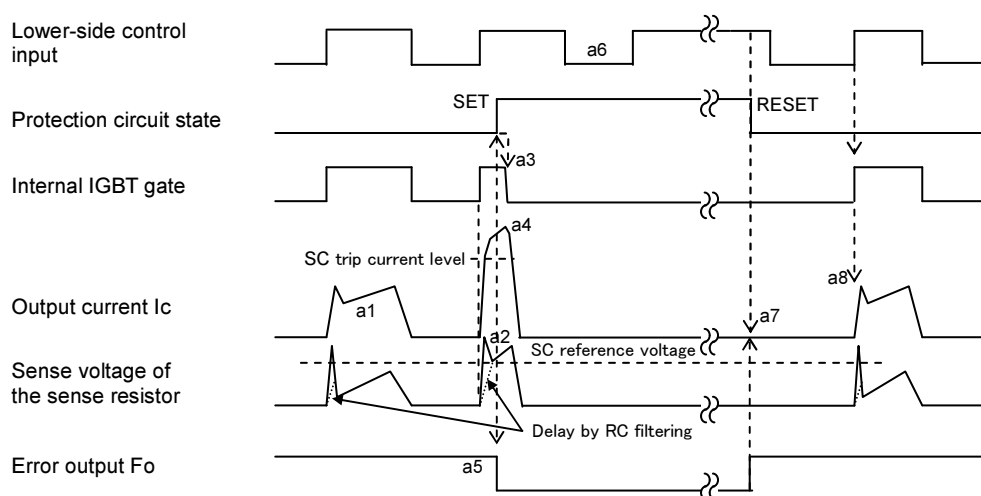 Lower-side control
input
a6
SET
RESET
Protection circuit state
a3
Internal IGBT gate
a4
SC trip current level
a8
Output current Ic
a1
a7
a2
SC reference voltage
Sense voltage of
the sense resistor
Delay by RC filtering
Error output Fo
a5